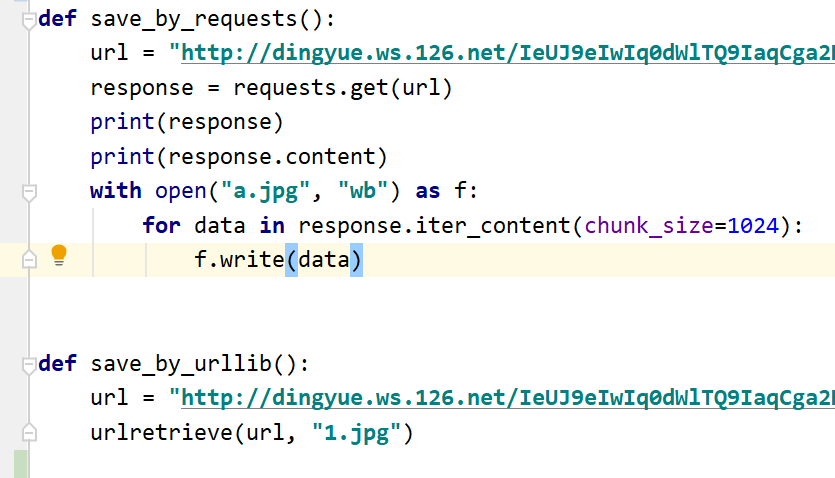 def save_by_requests():
    url = "http://dingyue.ws.126.net/IeUJ9eIwIq0dWlTQ9IaqCga2
    response = requests.get(url)
    print(response)
    print(response.content)
    with open("a.jpg", "wb") as f:
        for data in response.iter_content(chunk_size=1024):
            f.write(data)
def save_by_urllib():
    url = "http://dingyue.ws.126.net/IeUJ9eIwIq0dWlTQ9IaqCga2
    urlretrieve(url, "1.jpg")